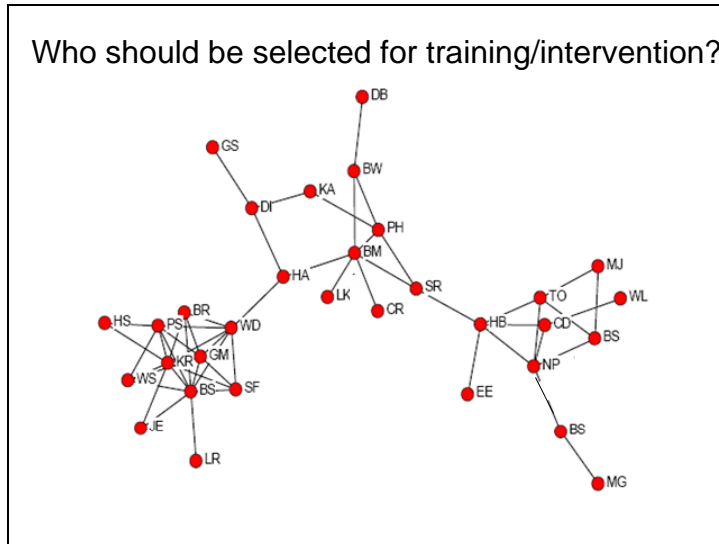 Who should be selected for training/intervention?
DB
GS
BW
KA
DI
PH
BM
HA
SR
MJ
LK
CR
TO
WL
BR
HS
PS
WD
HB
CD
BS
GM
KR
NP
WS
BS
SF
EE
JE
BS
LR
MG